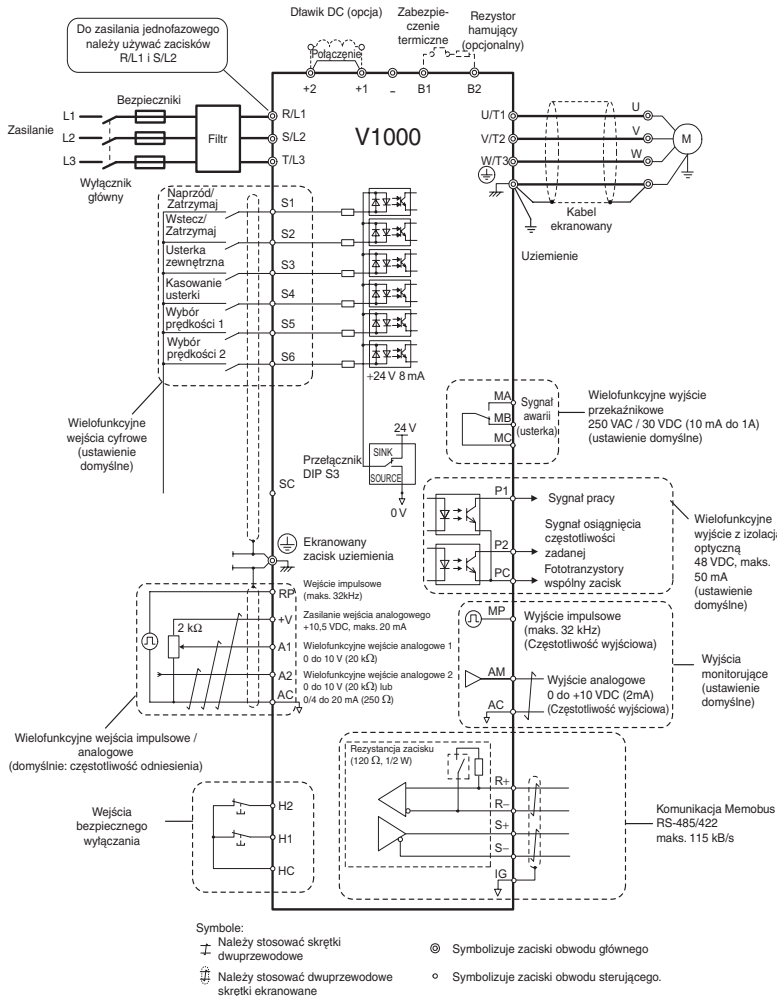 Dławik DC (opcja)
Zabezpie-
czenie
termiczne
Rezystor
hamujący
(opcjonalny)
Do zasilania jednofazowego
należy używać zacisków
R/L1 i S/L2
Połączenie
+2
+1
–
B1
B2
Zasilanie
L1
L2
L3
Bezpieczniki
Wyłącznik
główny
Filtr
R/L1
S/L2
T/L3
V1000
U/T1
V/T2
W/T3
U
V
W
M
Kabel
ekranowany
Uziemienie
Naprzód/
Zatrzymaj
S1
Wstecz/
Zatrzymaj
S2
Usterka
zewnętrzna
S3
Kasowanie
usterki
S4
Wybór
prędkości 1
S5
Wybór
prędkości 2
S6
+24 V 8 mA
Wielofunkcyjne
wejścia cyfrowe
(ustawienie
domyślne)
Przełącznik
DIP S3
24 V
SINK
SOURCE
0 V
SC
Ekranowany
zacisk uziemienia
MA
MB
MC
Sygnał
awarii
(usterka)
Wielofunkcyjne wyjście
przekaźnikowe
250 VAC / 30 VDC (10 mA do 1A)
(ustawienie domyślne)
P1
Sygnał pracy
Sygnał osiągnięcia
częstotliwości
zadanej
P2
PC
Fototranzystory
wspólny zacisk
Wielofunkcyjne
wyjście z izolacją
optyczną
48 VDC, maks.
50 mA
(ustawienie
domyślne)
RP
Wejście impulsowe
(maks. 32kHz)
+V
Zasilanie wejścia analogowego
+10,5 VDC, maks. 20 mA
2 kΩ
A1
Wielofunkcyjne wejście analogowe 1
0 do 10 V (20 kΩ)
A2
Wielofunkcyjne wejście analogowe 2
0 do 10 V (20 kΩ) lub
0/4 do 20 mA (250 Ω)
AC
Wielofunkcyjne wejścia impulsowe /
analogowe
(domyślnie: częstotliwość odniesienia)
MP
Wyjście impulsowe
(maks. 32 kHz)
(Częstotliwość wyjściowa)
AM
Wyjście analogowe
0 do +10 VDC (2mA)
(Częstotliwość wyjściowa)
AC
Wyjścia
monitorujące
(ustawienie
domyślne)
Wejścia
bezpiecznego
wyłączania
H2
H1
HC
Rezystancja zacisku
(120 Ω, 1/2 W)
R+
R–
S+
S–
IG
Komunikacja Memobus
RS-485/422
maks. 115 kB/s
Symbole:
Należy stosować skrętki
dwuprzewodowe
Należy stosować dwuprzewodowe
skrętki ekranowane
Symbolizuje zaciski obwodu głównego
Symbolizuje zaciski obwodu sterującego.